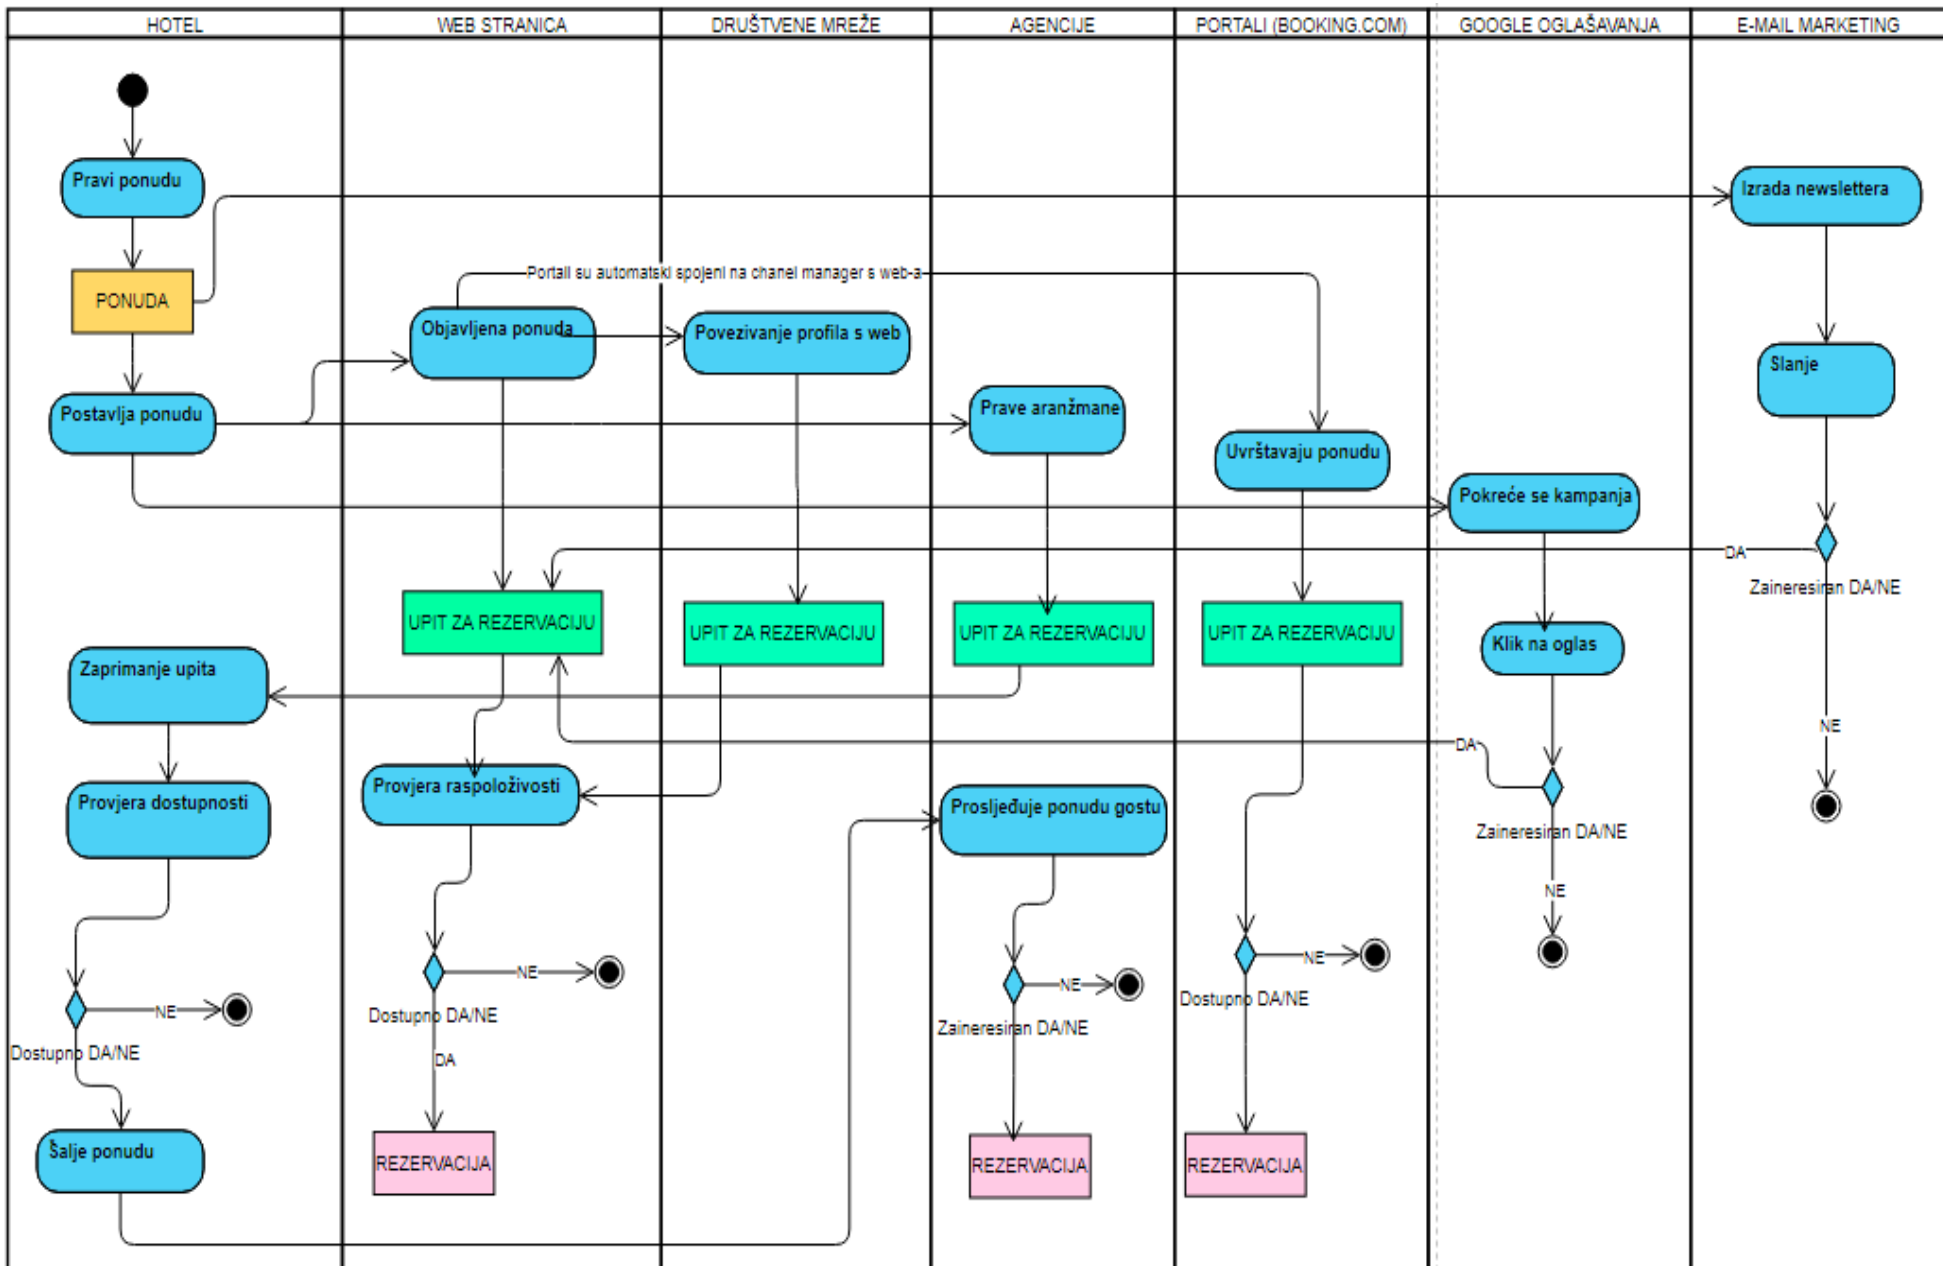 HOTEL
WEB STRANICA
DRUŠTVENE MREŽE
AGENCIJE
PORTALI (BOOKING.COM)
GOOGLE OGLAŠAVANJA
E-MAIL MARKETING
Pravi ponudu
Izrada newslettera
Portali su automatski spojeni na chanel manager s web-a
PONUDA
Objavljena ponuda
Povezivanje profila s web
Slanje
Postavlja ponudu
Prave aranžmane
Uvrštavaju ponudu
Pokreće se kampanja
DA
Zaineresiran DA/NE
UPIT ZA REZERVACIJU
UPIT ZA REZERVACIJU
UPIT ZA REZERVACIJU
UPIT ZA REZERVACIJU
Klik na oglas
Zaprimanje upita
NE
DA
Provjera raspoloživosti
Provjera dostupnosti
Prosljeđuje ponudu gostu
Zaineresiran DA/NE
NE
NE
NE
NE
Dostupno DA/NE
NE
Dostupno DA/NE
Zaineresiran DA/NE
Dostupno DA/NE
DA
Šalje ponudu
REZERVACIJA
REZERVACIJA
REZERVACIJA